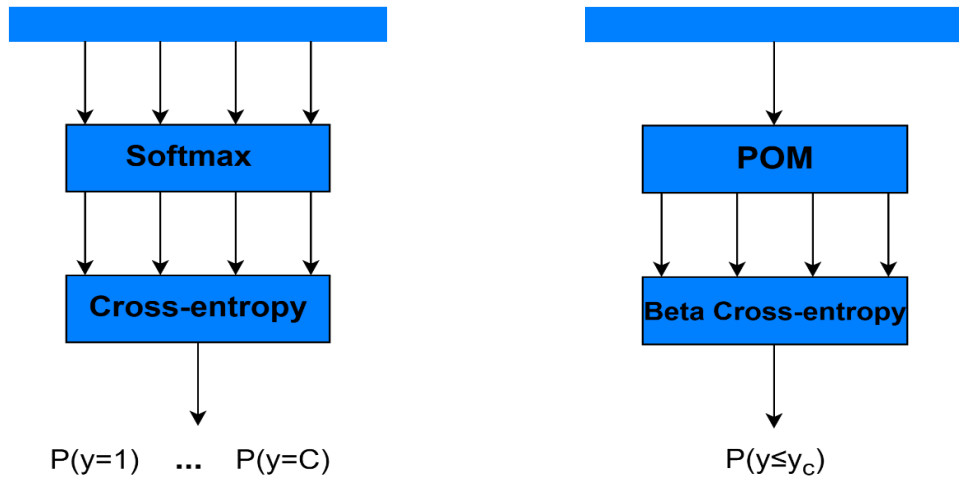 Softmax
Cross-entropy
P(y=1) ... P(y=C)
POM
Beta Cross-entropy
P(y≤y_c)